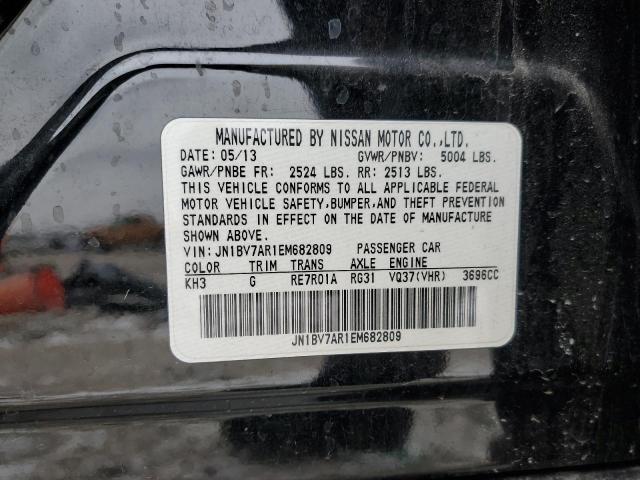 MANUFACTURED BY NISSAN MOTOR CO.,LTD.
DATE: 05/13 GVWR/PNBV: 5004 LBS.
GAWR/PNBE FR: 2524 LBS. RR: 2513 LBS.
THIS VEHICLE CONFORMS TO ALL APPLICABLE FEDERAL
MOTOR VEHICLE SAFETY,BUMPER,AND THEFT PREVENTION
STANDARDS IN EFFECT ON THE DATE OF MANUFACTURE
SHOWN ABOVE.
VIN: JN1BV7AR1EM682809 PASSENGER CAR
COLOR TRIM TRANS AXLE ENGINE
KH3 G RE7R01A RG31 VQ37(VHR) 3696CC
JN1BV7AR1EM682809